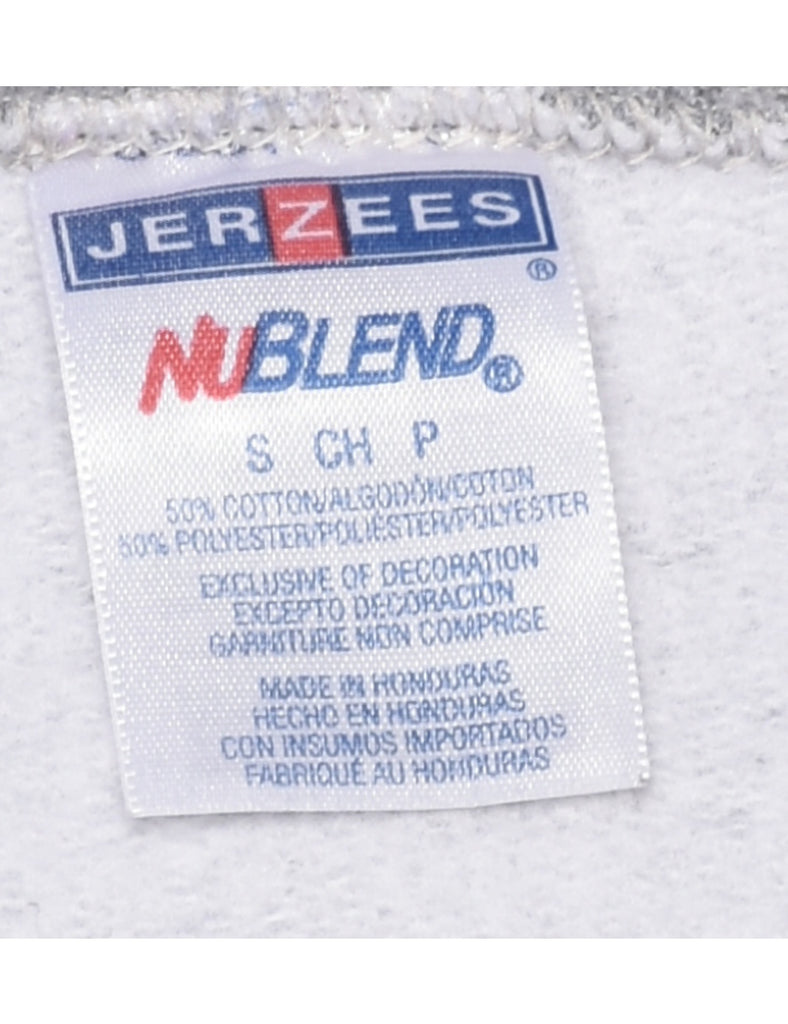 JERZEES
®
NUBLEND®
S CH P
50% COTTON/ALGODÓN/COTON
50% POLYESTER/POLIÉSTER/POLYESTER
EXCLUSIVE OF DECORATION
EXCEPTO DECORACIÓN
GARNITURE NON COMPRISE
MADE IN HONDURAS
HECHO EN HONDURAS
CON INSUMOS IMPORTADOS
FABRIQUÉ AU HONDURAS